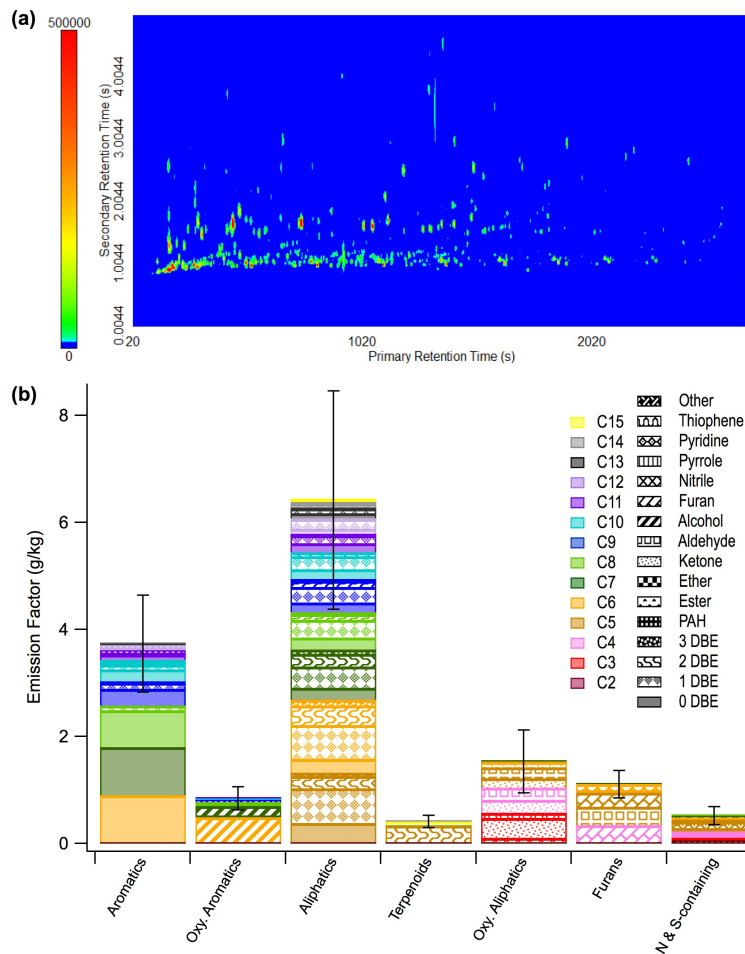 (a)
500000
0
Secondary Retention Time (s)
4.0044
3.0044
2.0044
1.0044
0.0044
20
1020
2020
Primary Retention Time (s)
(b)
Emission Factor (g/kg)
8
6
4
2
0
C15
C14
C13
C12
C11
C10
C9
C8
C7
C6
C5
C4
C3
C2
Other
Thiophene
Pyridine
Pyrrole
Nitrile
Furan
Alcohol
Aldehyde
Ketone
Ether
Ester
PAH
3 DBE
2 DBE
1 DBE
0 DBE
Aromatics
Oxy. Aromatics
Aliphatics
Terpenoids
Oxy. Aliphatics
Furans
N & S-containing